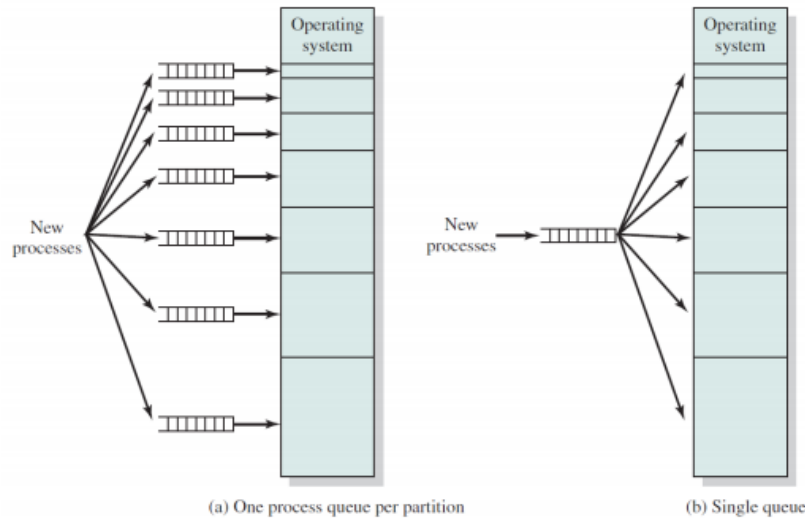 Operating
system
New
processes
(a) One process queue per partition
Operating
system
New
processes
(b) Single queue